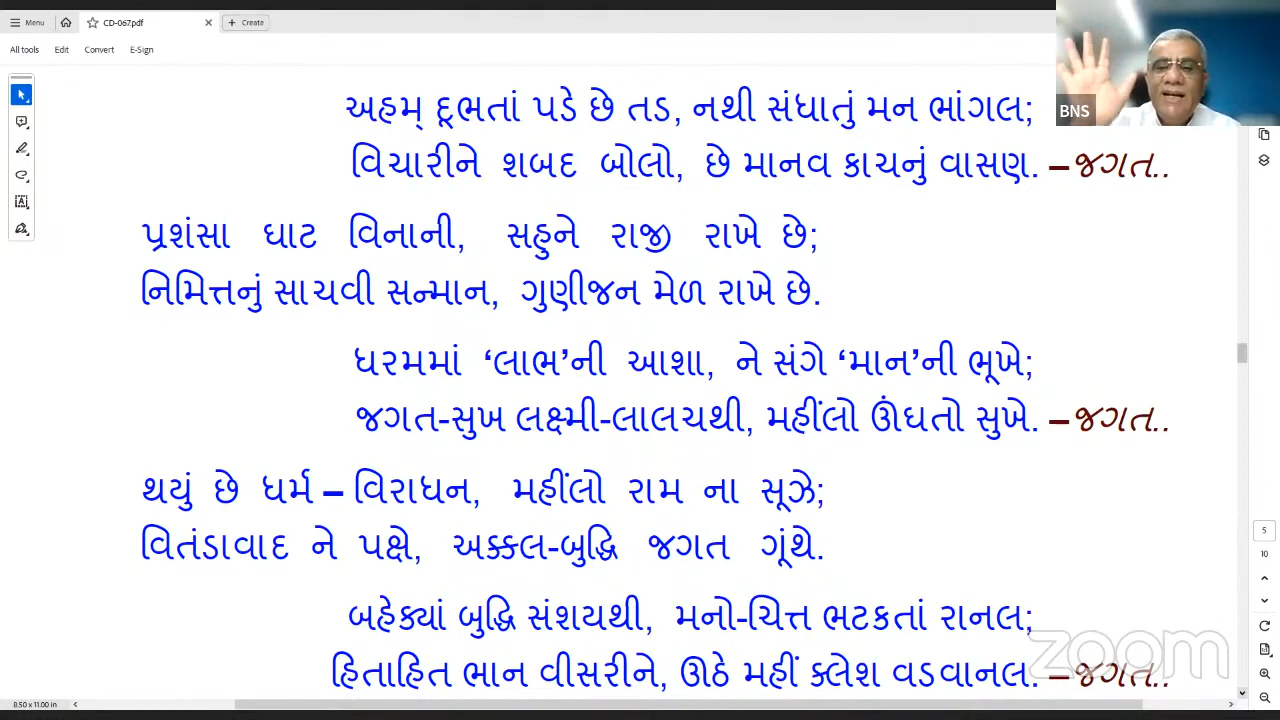 Menu
CD-067.pdf
Create
All tools
Edit
Convert
E-Sign
BNS
અહમ્ દૂભતાં પડે છે તડ, નથી સંધાતું મન ભાંગલ;
વિચારીને શબદ બોલો, છે માનવ કાચનું વાસણ. –જગત..
પ્રશંસા ઘાટ વિનાની, સહુને રાજી રાખે છે;
નિમિત્તનું સાચવી સન્માન, ગુણીજન મેળ રાખે છે.
ધરમમાં ‘લાભ’ની આશા, ને સંગે ‘માન’ની ભૂખે;
જગત-સુખ લક્ષ્મી-લાલચથી, મહીંલો ઊંઘતો સુખે. –જગત..
થયું છે ધર્મ – વિરાધન, મહીંલો રામ ના સૂઝે;
વિતંડાવાદ ને પક્ષે, અક્કલ-બુદ્ધિ જગત ગૂંથે.
બહેક્યાં બુદ્ધિ સંશયથી, મનો-ચિત્ત ભટકતાં રાનલ;
હિતાહિત ભાન વીસરીને, ઊઠે મહીં ક્લેશ વડવાનલ. –જગત..
zoom
5
10
8.50 x 11.00 in